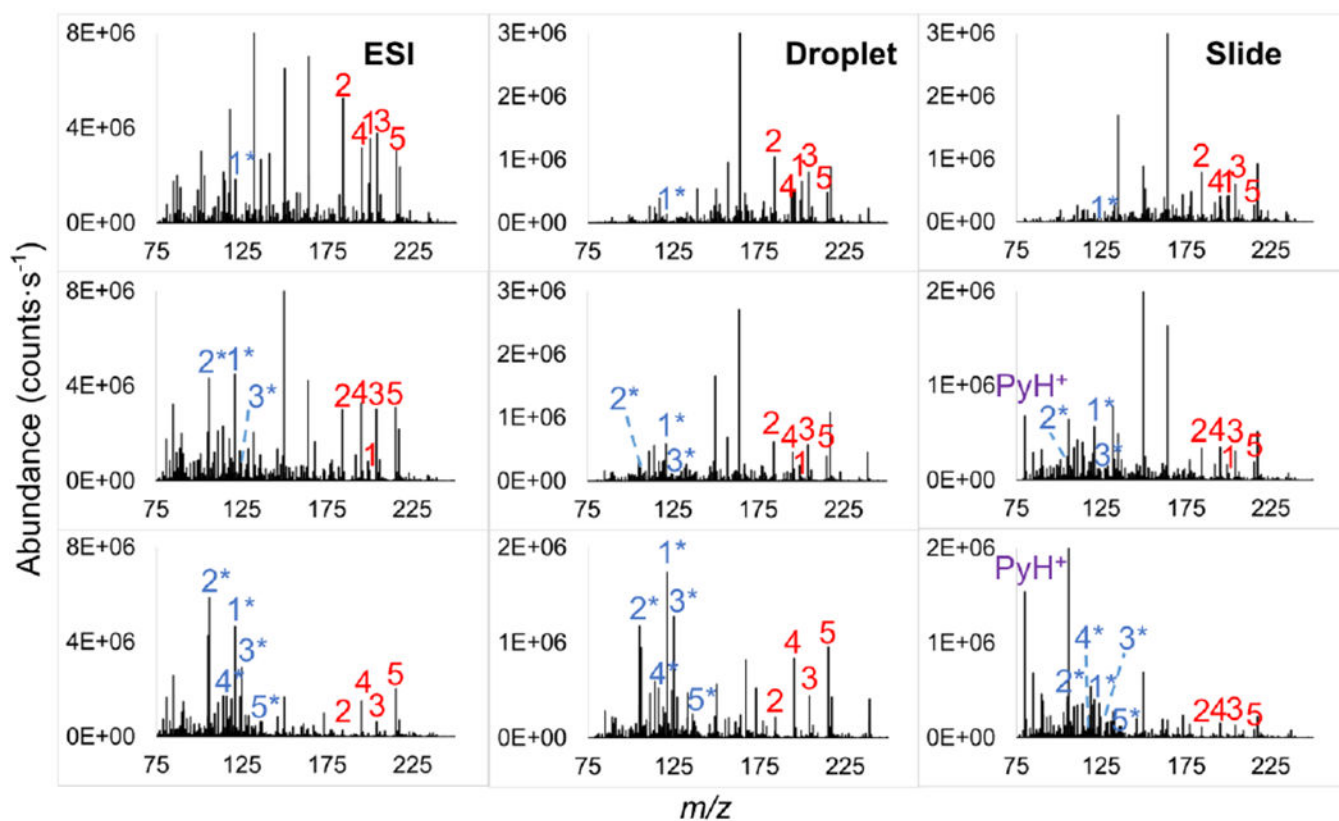 Abundance (counts·s⁻¹)
8E+06
4E+06
0E+00
ESI
1*
2
4
1
3
5
75 125 175 225
3E+06
2E+06
1E+06
0E+00
Droplet
1*
2
4
1
3
5
75 125 175 225
3E+06
2E+06
1E+06
0E+00
Slide
1*
2
4
1
3
5
75 125 175 225
8E+06
4E+06
0E+00
2*
1*
3*
2
4
3
5
1
75 125 175 225
3E+06
2E+06
1E+06
0E+00
2*
1*
3*
2
4
3
5
1
75 125 175 225
2E+06
1E+06
0E+00
PyH⁺
2*
1*
3*
2
4
3
5
1
75 125 175 225
8E+06
4E+06
0E+00
2*
1*
3*
4*
5*
2
4
3
5
75 125 175 225
2E+06
1E+06
0E+00
1*
2*
3*
4*
5*
2
4
3
5
75 125 175 225
2E+06
1E+06
0E+00
PyH⁺
4*
3*
2*
1*
5*
2
4
3
5
75 125 175 225
m/z